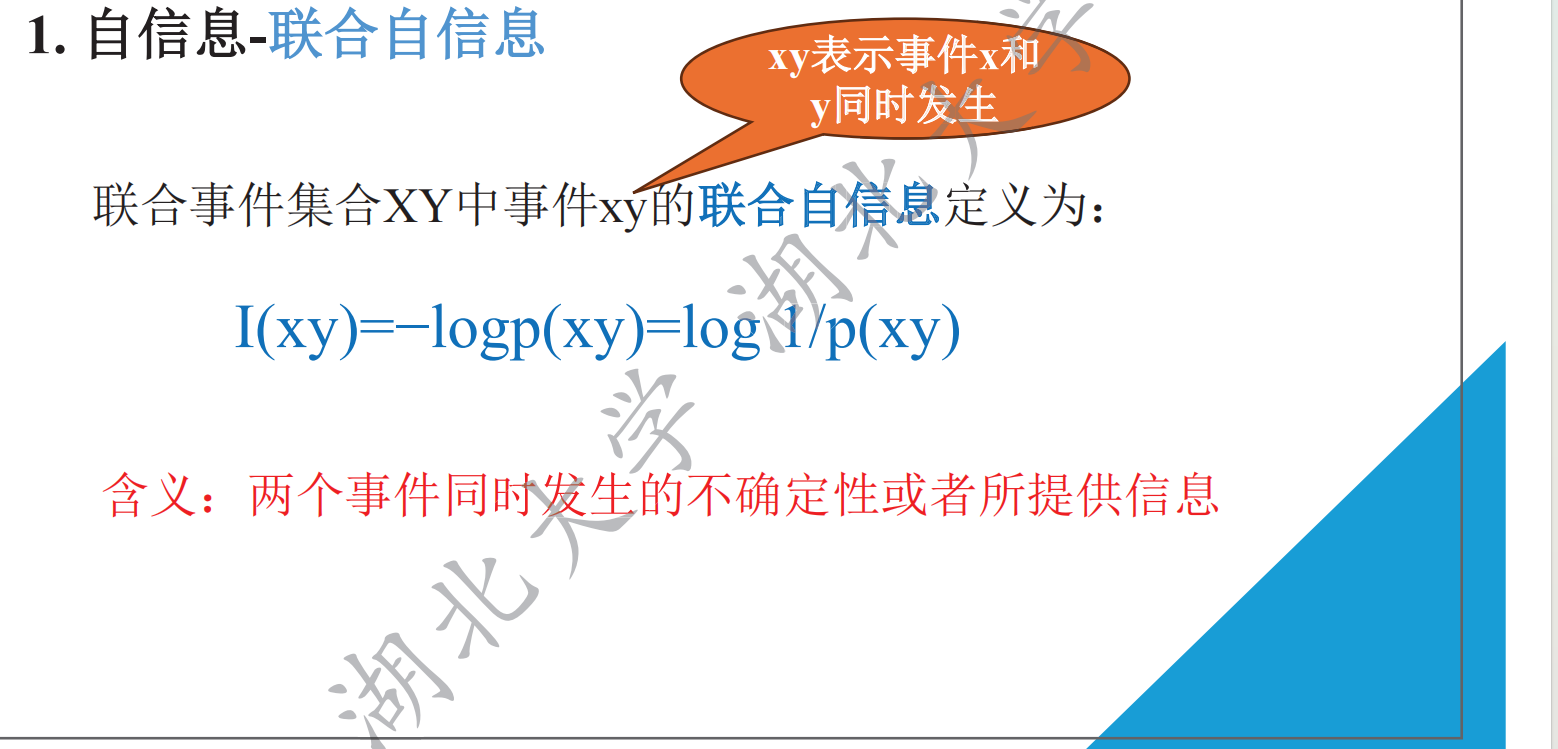 1. 自信息-联合自信息
xy表示事件x和
y同时发生
联合事件集合XY中事件xy的联合自信息定义为：
I(xy)=−logp(xy)=log 1/p(xy)
含义：两个事件同时发生的不确定性或者所提供信息
湖北大学
湖北大学